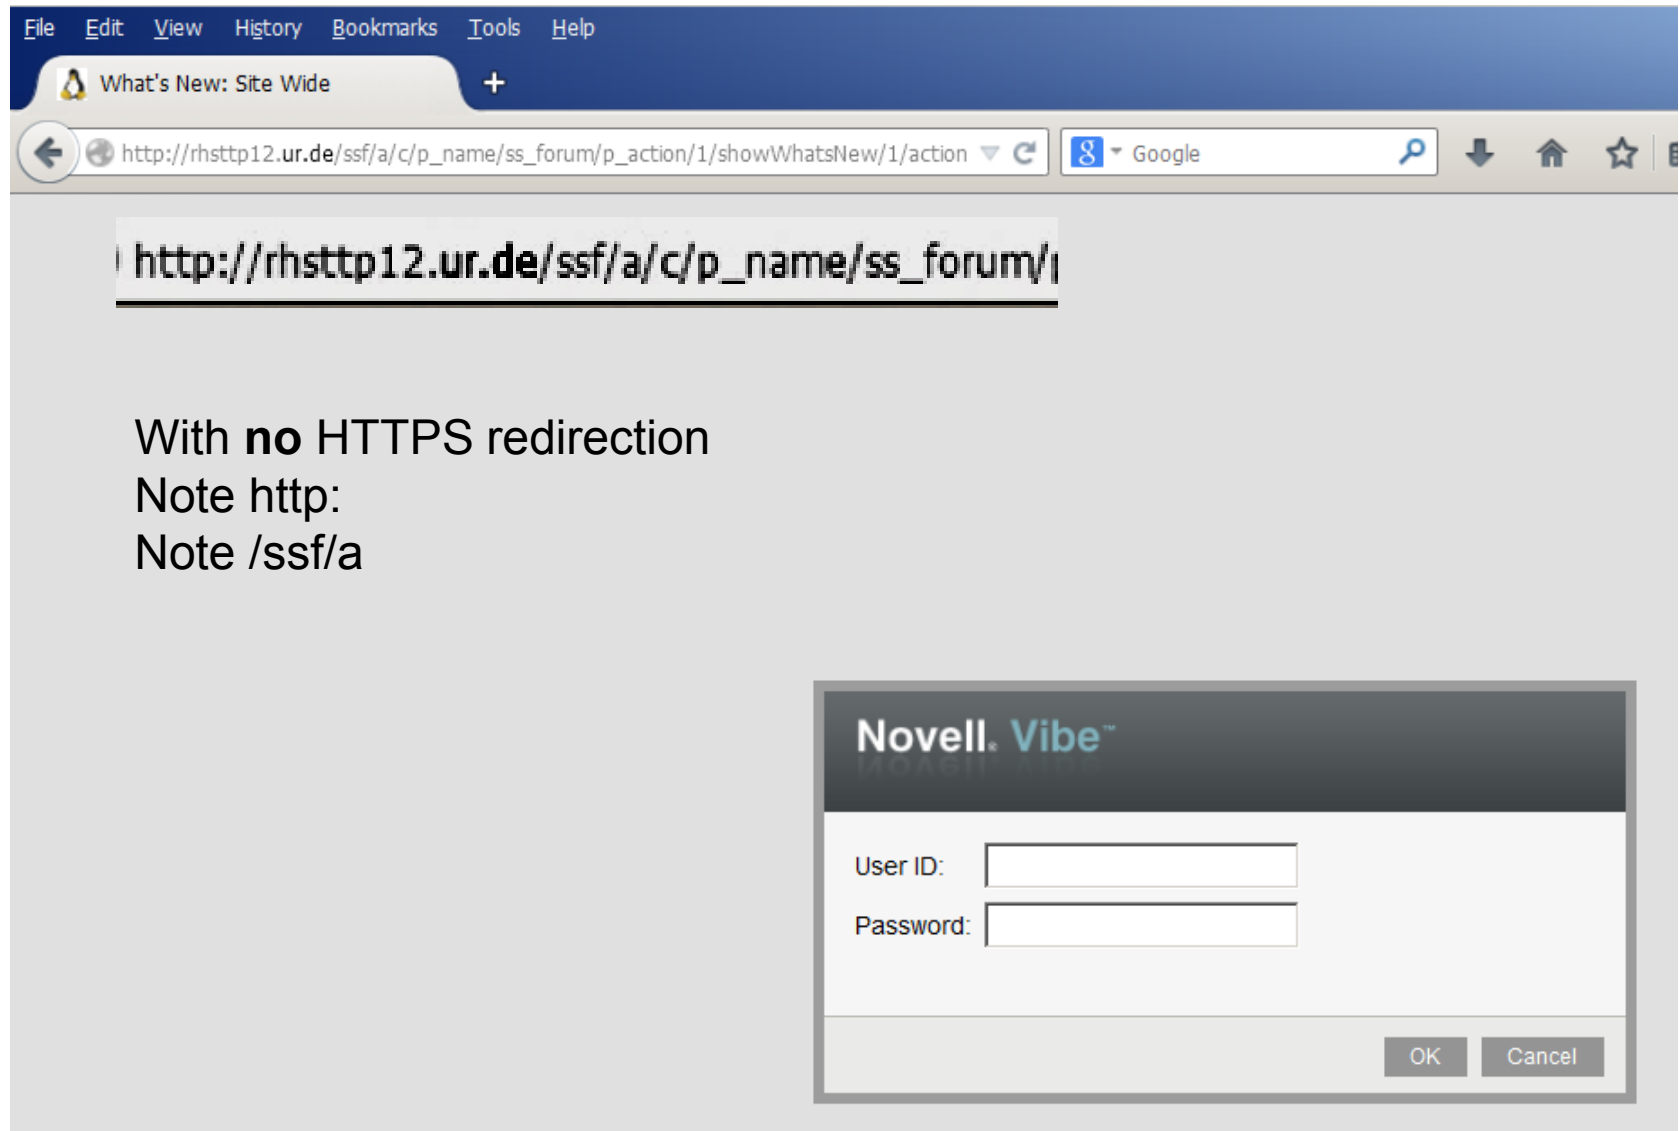 File Edit View History Bookmarks Tools Help
What's New: Site Wide
http://rhsttp12.ur.de/ssf/a/c/p_name/ss_forum/p_action/1/showWhatsNew/1/action
Google
http://rhsttp12.ur.de/ssf/a/c/p_name/ss_forum/
With no HTTPS redirection
Note http:
Note /ssf/a
Novell® Vibe™
User ID:
Password:
OK Cancel